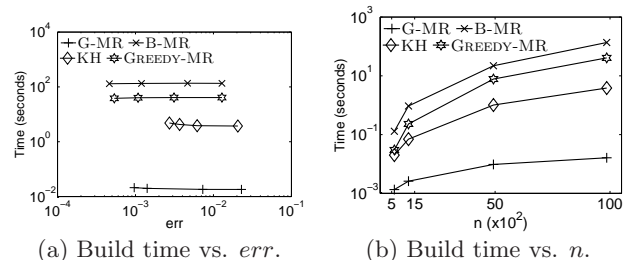 G-MR B-MR
KH GREEDY-MR
10^4
10^2
10^0
10^-2
Time (seconds)
10^-4 10^-3 10^-2 10^-1
err
(a) Build time vs. err.
G-MR B-MR
KH GREEDY-MR
10^3
10^1
10^-1
10^-3
Time (seconds)
5 15 50 100
n (x10^2)
(b) Build time vs. n.